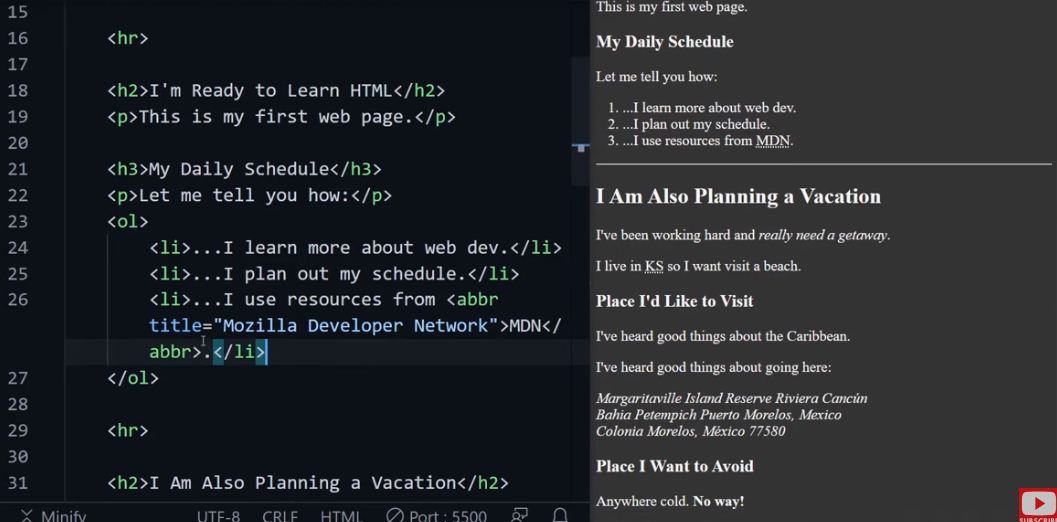 15
16 <hr>
17
18 <h2>I'm Ready to Learn HTML</h2>
19 <p>This is my first web page.</p>
20
21 <h3>My Daily Schedule</h3>
22 <p>Let me tell you how:</p>
23 <ol>
24 <li>...I learn more about web dev.</li>
25 <li>...I plan out my schedule.</li>
26 <li>...I use resources from <abbr
title="Mozilla Developer Network">MDN</
abbr>.</li>
27 </ol>
28
29 <hr>
30
31 <h2>I Am Also Planning a Vacation</h2>
Minify UTF-8 CRLF HTML Port : 5500
This is my first web page.
My Daily Schedule
Let me tell you how:
1. ...I learn more about web dev.
2. ...I plan out my schedule.
3. ...I use resources from MDN.
I Am Also Planning a Vacation
I've been working hard and really need a getaway.
I live in KS so I want visit a beach.
Place I'd Like to Visit
I've heard good things about the Caribbean.
I've heard good things about going here:
Margaritaville Island Reserve Riviera Cancún
Bahia Petempich Puerto Morelos, Mexico
Colonia Morelos, México 77580
Place I Want to Avoid
Anywhere cold. No way!